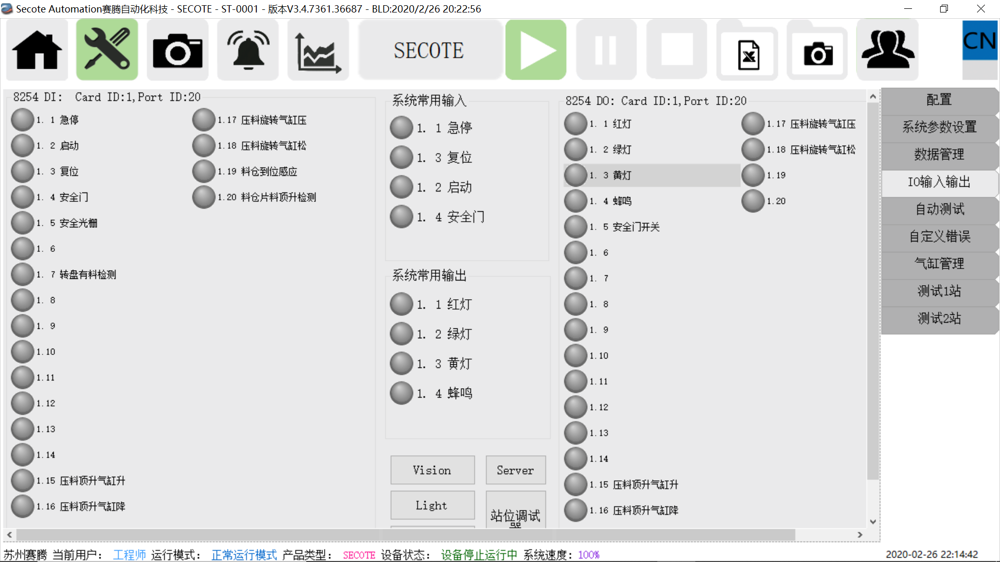 Secote Automation赛腾自动化科技 - SECOTE - ST-0001 - 版本V3.4.7361.36687 - BLD:2020/2/26 20:22:56
SECOTE
CN
8254 DI:  Card ID:1,Port ID:20
1. 1 急停
1. 2 启动
1. 3 复位
1. 4 安全门
1. 5 安全光栅
1. 6
1. 7 转盘有料检测
1. 8
1. 9
1.10
1.11
1.12
1.13
1.14
1.15 压料顶升气缸升
1.16 压料顶升气缸降
1.17 压料旋转气缸压
1.18 压料旋转气缸松
1.19 料仓到位感应
1.20 料仓片料顶升检测
系统常用输入
1. 1 急停
1. 3 复位
1. 2 启动
1. 4 安全门
系统常用输出
1. 1 红灯
1. 2 绿灯
1. 3 黄灯
1. 4 蜂鸣
Vision
Server
Light
站位调试器
8254 DO: Card ID:1,Port ID:20
1. 1 红灯
1. 2 绿灯
1. 3 黄灯
1. 4 蜂鸣
1. 5 安全门开关
1. 6
1. 7
1. 8
1. 9
1.10
1.11
1.12
1.13
1.14
1.15 压料顶升气缸升
1.16 压料顶升气缸降
1.17 压料旋转气缸压
1.18 压料旋转气缸松
1.19
1.20
配置
系统参数设置
数据管理
IO输入输出
自动测试
自定义错误
气缸管理
测试1站
测试2站
苏州赛腾 当前用户: 工程师 运行模式: 正常运行模式 产品类型: SECOTE 设备状态: 设备停止运行中 系统速度: 100%
2020-02-26 22:14:42